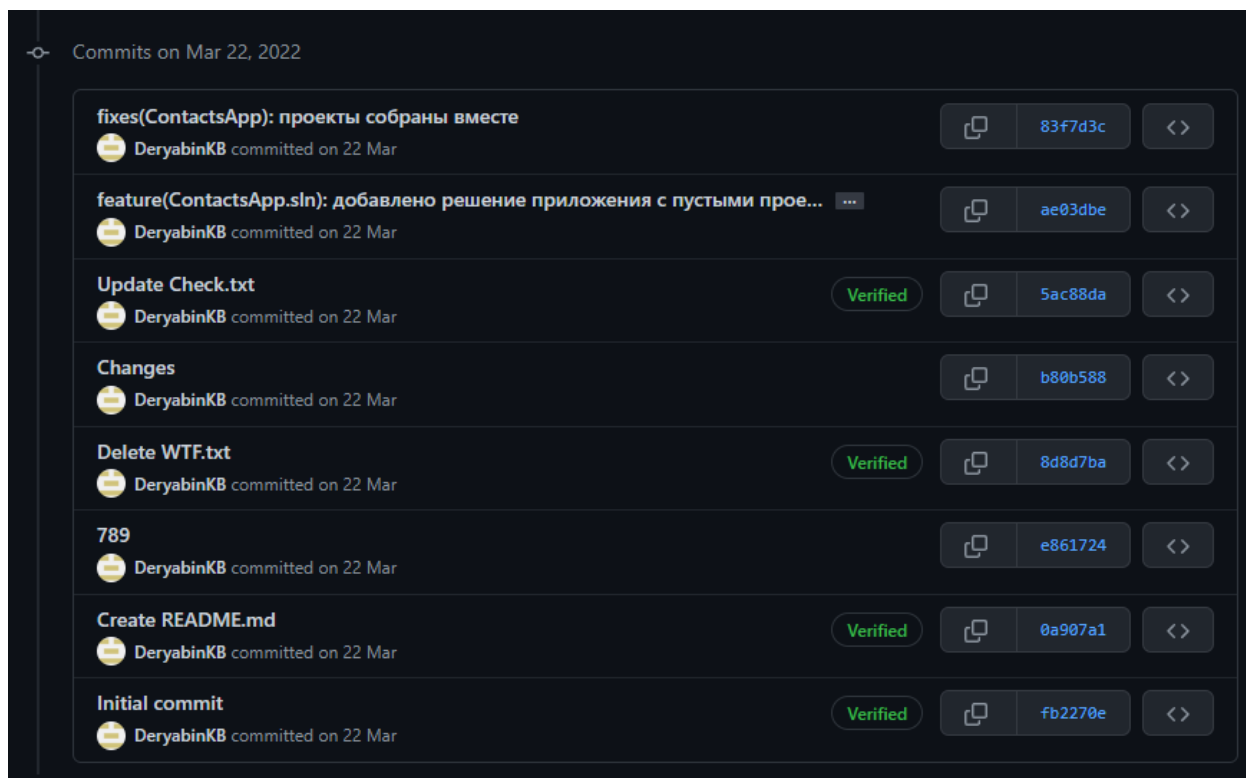 Commits on Mar 22, 2022
fixes(ContactsApp): проекты собраны вместе
83f7d3c
DeryabinKB committed on 22 Mar
feature(ContactsApp.sln): добавлено решение приложения с пустыми прое... ...
ae03dbe
DeryabinKB committed on 22 Mar
Update Check.txt
Verified 5ac88da
DeryabinKB committed on 22 Mar
Changes
b80b588
DeryabinKB committed on 22 Mar
Delete WTF.txt
Verified 8d8d7ba
DeryabinKB committed on 22 Mar
789
e861724
DeryabinKB committed on 22 Mar
Create README.md
Verified 0a907a1
DeryabinKB committed on 22 Mar
Initial commit
Verified fb2270e
DeryabinKB committed on 22 Mar